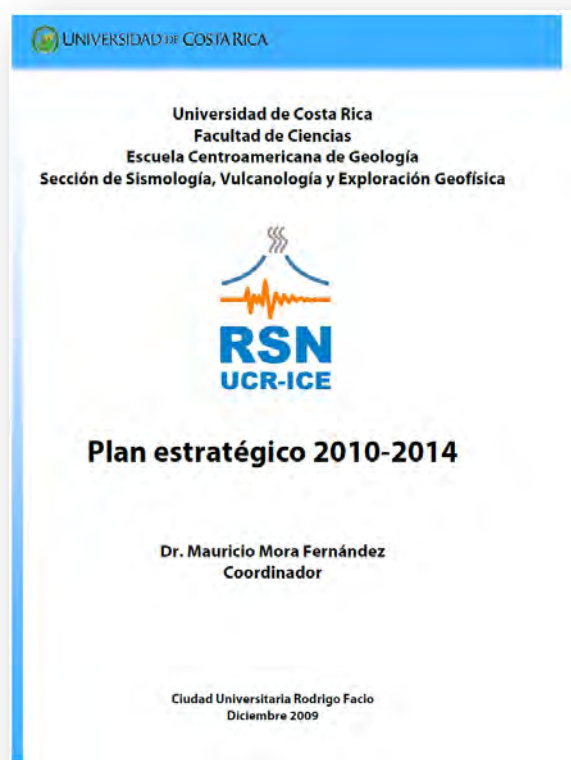 UNIVERSIDAD DE COSTA RICA
Universidad de Costa Rica
Facultad de Ciencias
Escuela Centroamericana de Geología
Sección de Sismología, Vulcanología y Exploración Geofísica
RSN
UCR-ICE
Plan estratégico 2010-2014
Dr. Mauricio Mora Fernández
Coordinador
Ciudad Universitaria Rodrigo Facio
Diciembre 2009